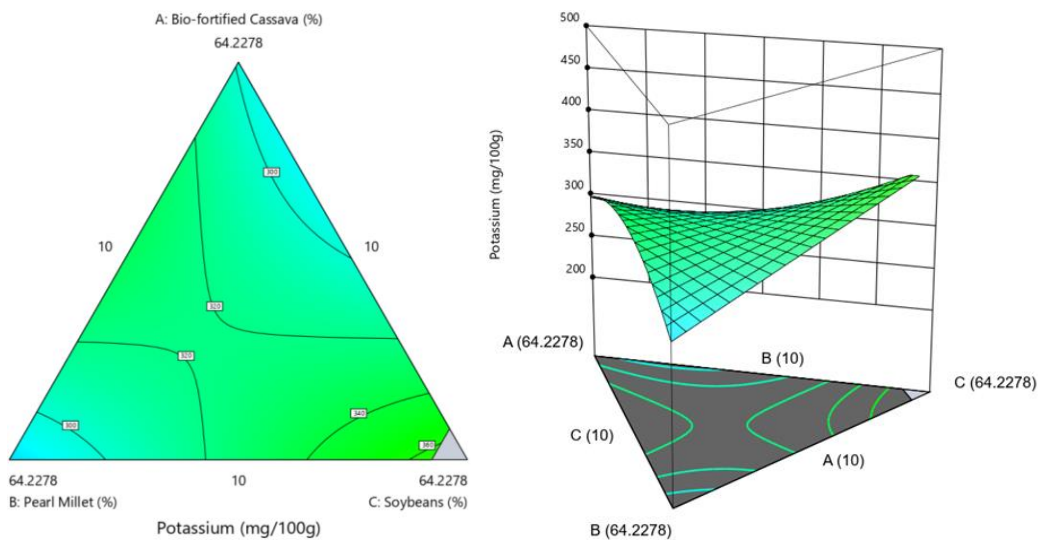 A: Bio-fortified Cassava (%)
64.2278
10
10
300
320
320
300
340
360
64.2278
10
64.2278
B: Pearl Millet (%)
C: Soybeans (%)
Potassium (mg/100g)
500
450
400
350
300
250
200
Potassium (mg/100g)
A (64.2278)
B (10)
C (64.2278)
C (10)
A (10)
B (64.2278)